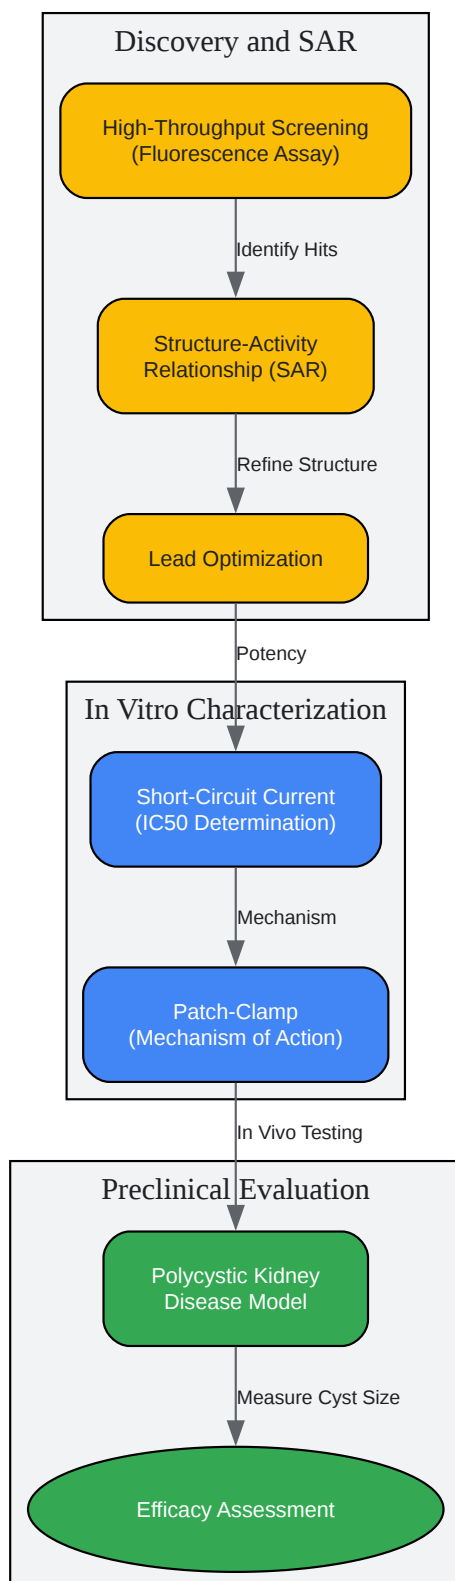 Discovery and SAR
High-Throughput Screening
(Fluorescence Assay)
Identify Hits
Structure-Activity
Relationship (SAR)
Refine Structure
Lead Optimization
Potency
In Vitro Characterization
Short-Circuit Current
(IC50 Determination)
Mechanism
Patch-Clamp
(Mechanism of Action)
In Vivo Testing
Preclinical Evaluation
Polycystic Kidney
Disease Model
Measure Cyst Size
Efficacy Assessment